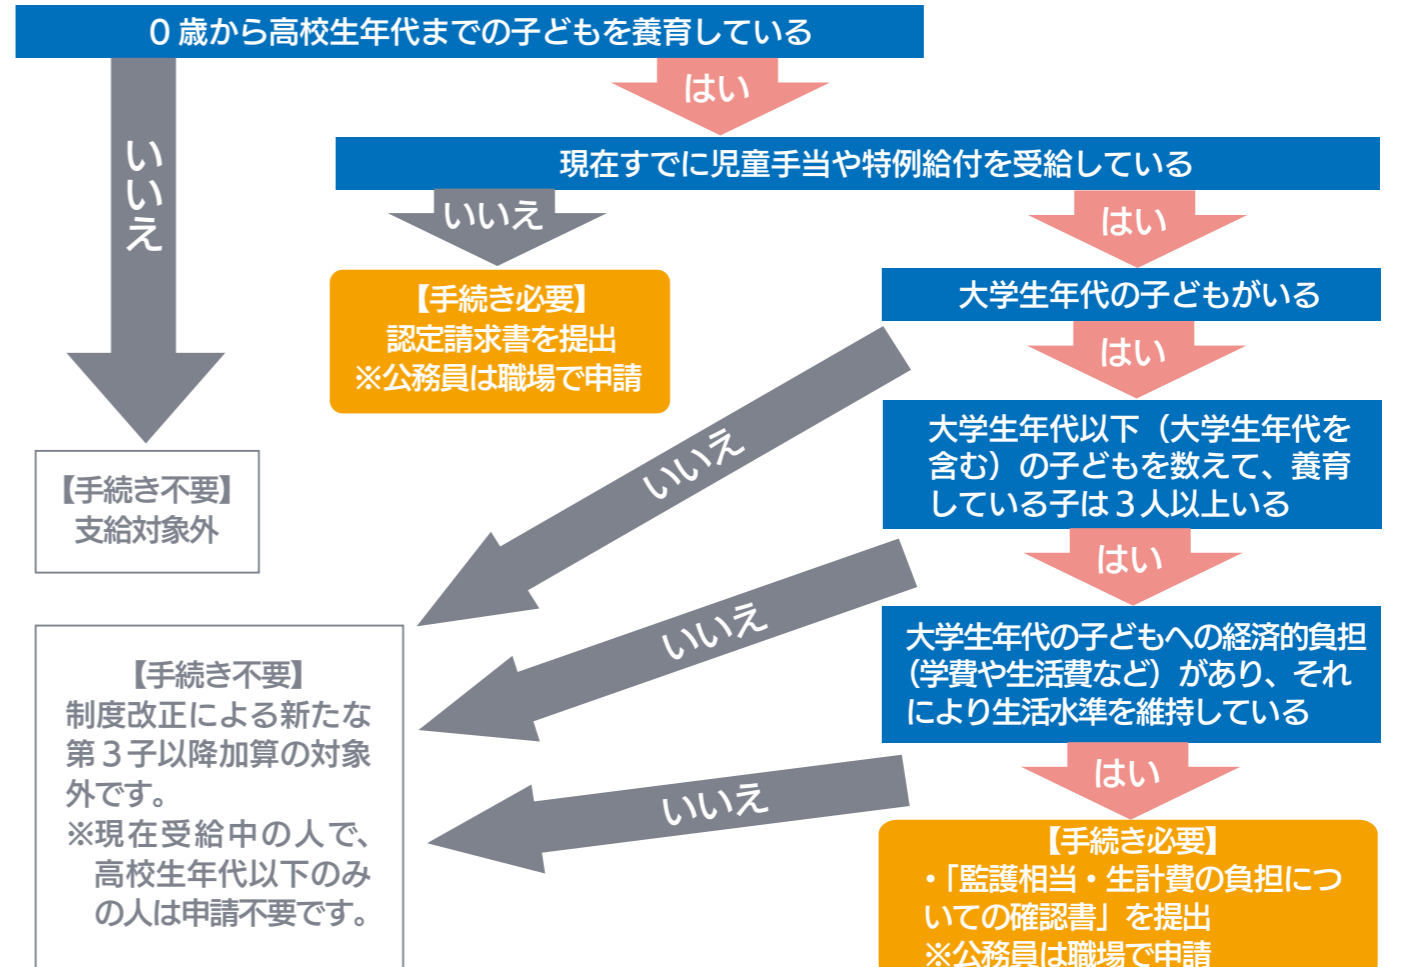 ０歳から高校生年代までの子どもを養育している
はい
いいえ
現在すでに児童手当や特例給付を受給している
いいえ
はい
【手続き必要】
認定請求書を提出
※公務員は職場で申請
大学生年代の子どもがいる
はい
いいえ
大学生年代以下（大学生年代を
含む）の子どもを数えて、養育
している子は３人以上いる
【手続き不要】
支給対象外
はい
いいえ
大学生年代の子どもへの経済的負担
（学費や生活費など）があり、それ
により生活水準を維持している
【手続き不要】
制度改正による新たな
第３子以降加算の対象
外です。
※現在受給中の人で、
高校生年代以下のみ
の人は申請不要です。
はい
いいえ
【手続き必要】
・「監護相当・生計費の負担につ
いての確認書」を提出
※公務員は職場で申請